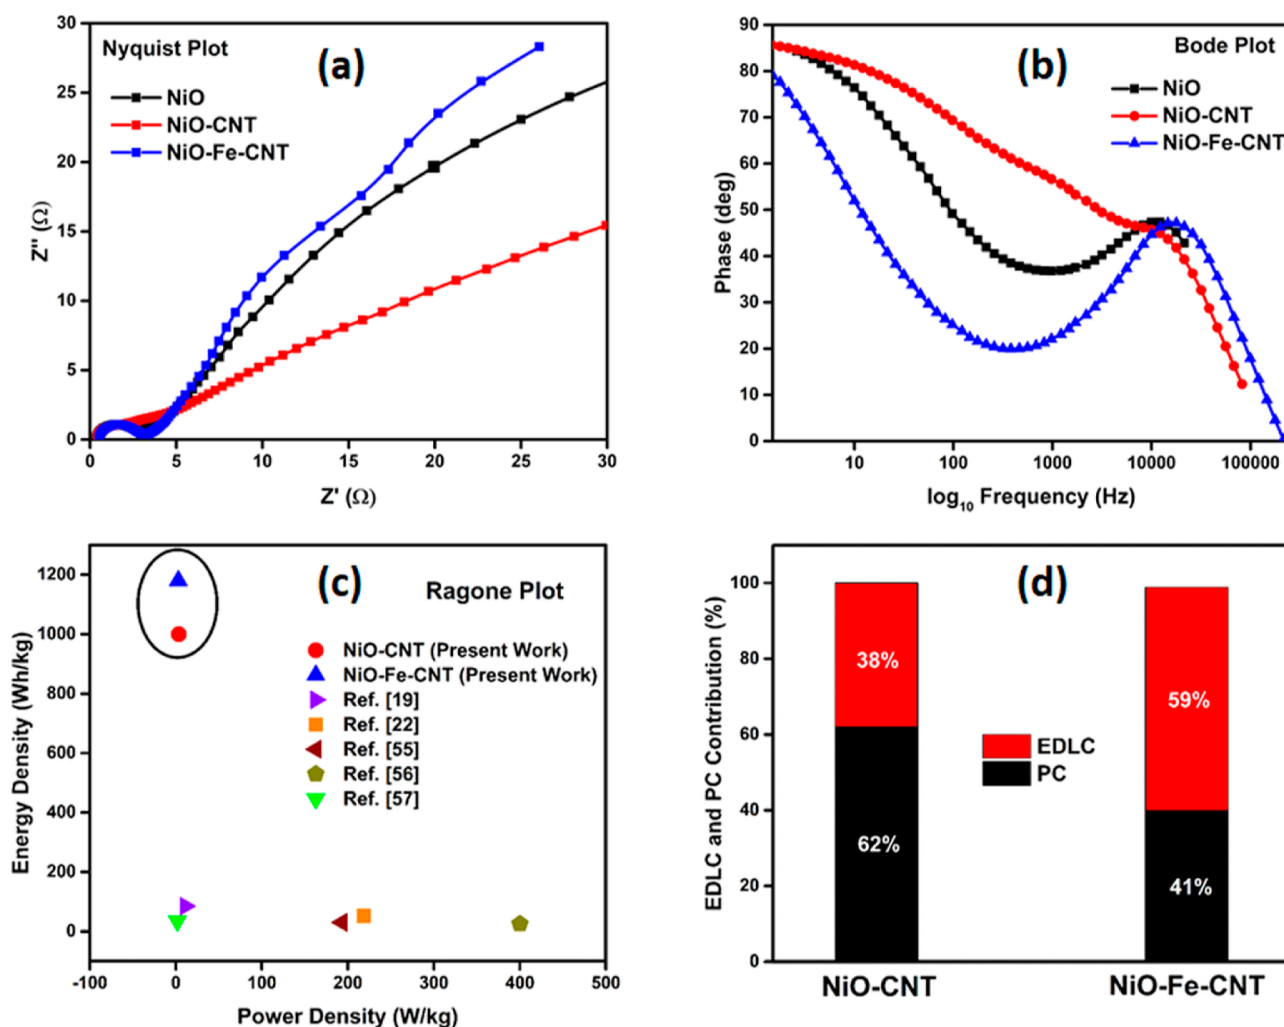 Nyquist Plot
(a)
NiO
NiO-CNT
NiO-Fe-CNT
Z'' (Ω)
30
25
20
15
10
5
0
0 5 10 15 20 25 30
Z' (Ω)
Bode Plot
(b)
NiO
NiO-CNT
NiO-Fe-CNT
Phase (deg)
90
80
70
60
50
40
30
20
10
0
10 100 1000 10000 100000
log10 Frequency (Hz)
(c)
Ragone Plot
NiO-CNT (Present Work)
NiO-Fe-CNT (Present Work)
Ref. [19]
Ref. [22]
Ref. [55]
Ref. [56]
Ref. [57]
Energy Density (Wh/kg)
1200
1000
800
600
400
200
0
-100 0 100 200 300 400 500
Power Density (W/kg)
(d)
EDLC and PC Contribution (%)
100
80
60
40
20
0
38%
62%
59%
41%
EDLC
PC
NiO-CNT NiO-Fe-CNT